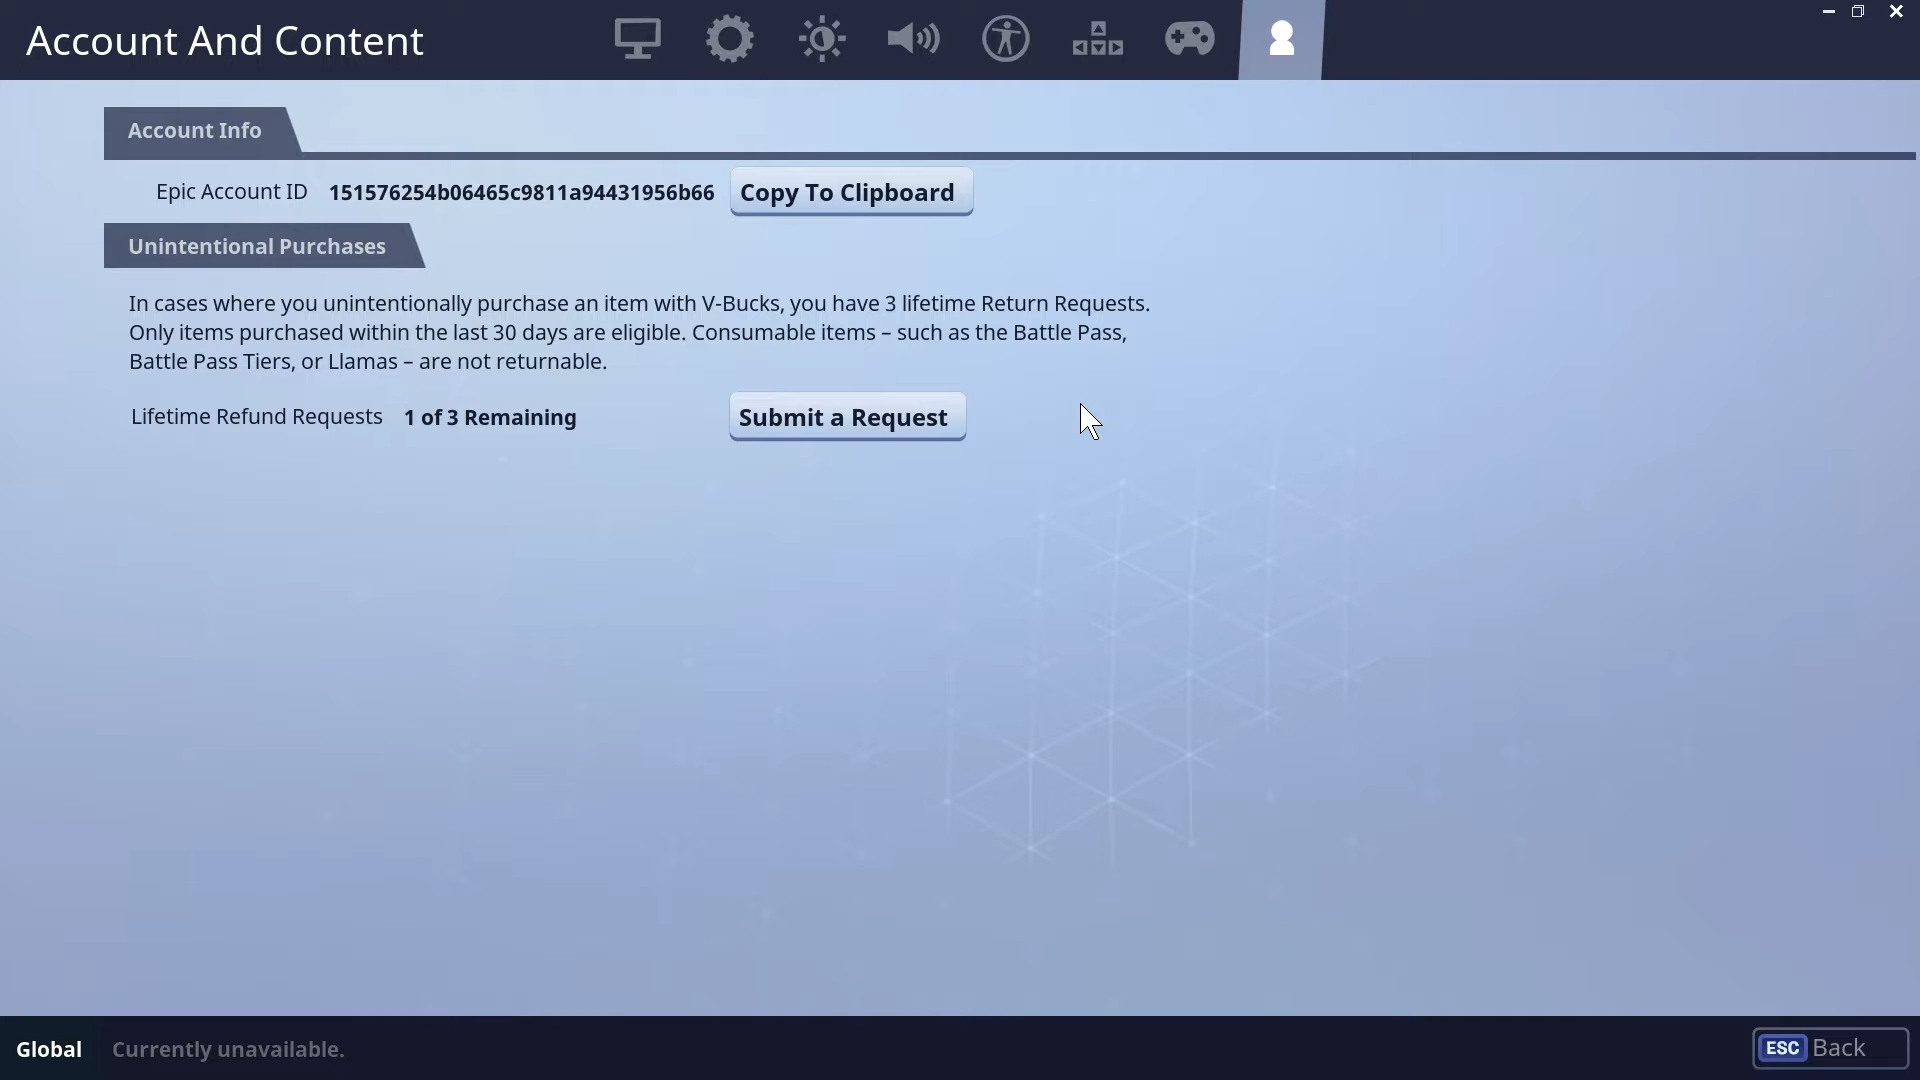 Account And Content
Account Info
Epic Account ID 151576254b06465c9811a94431956b66 Copy To Clipboard
Unintentional Purchases
In cases where you unintentionally purchase an item with V-Bucks, you have 3 lifetime Return Requests.
Only items purchased within the last 30 days are eligible. Consumable items – such as the Battle Pass,
Battle Pass Tiers, or Llamas – are not returnable.
Lifetime Refund Requests 1 of 3 Remaining Submit a Request
Global Currently unavailable. ESC Back